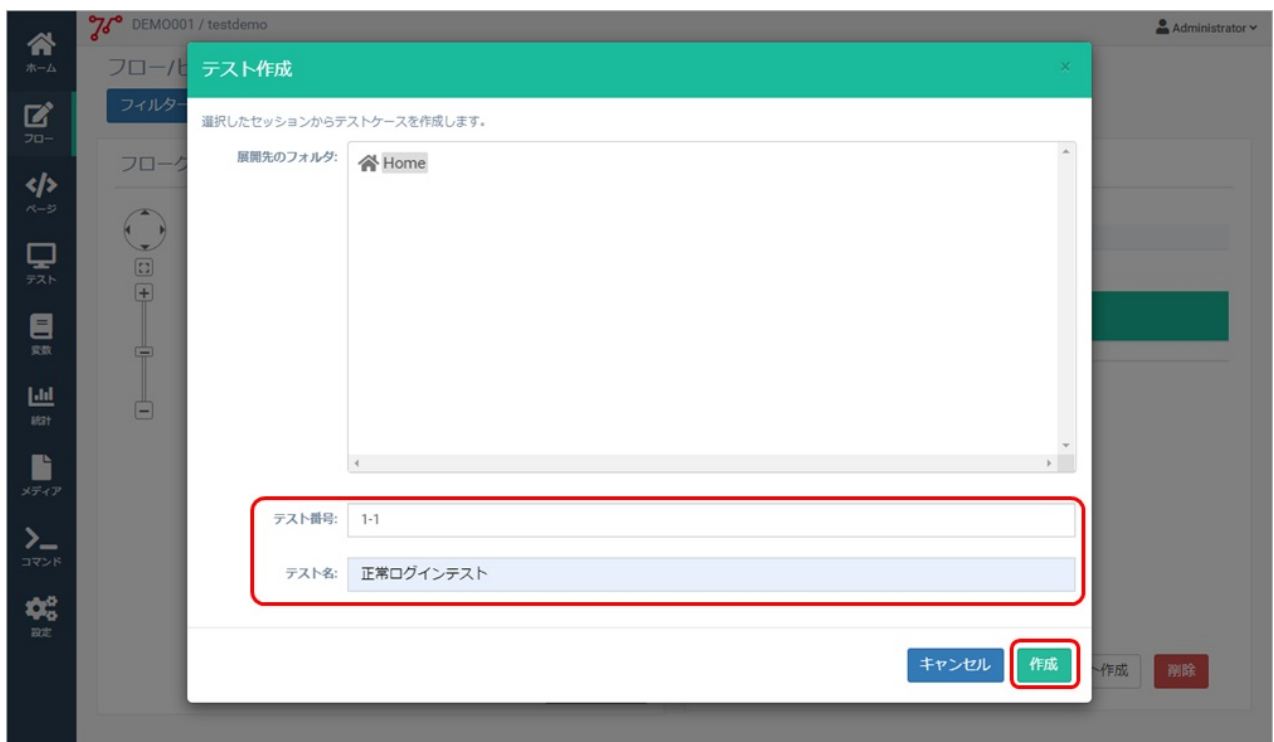 DEMO001 / testdemo
Administrator
ホーム
フロー
ページ
テスト
変数
統計
メディア
コマンド
設定
フロー/ビ
フィルター
フローク
テスト作成
×
選択したセッションからテストケースを作成します。
展開先のフォルダ:
Home
テスト番号: 1-1
テスト名: 正常ログインテスト
キャンセル 作成
ト作成 削除